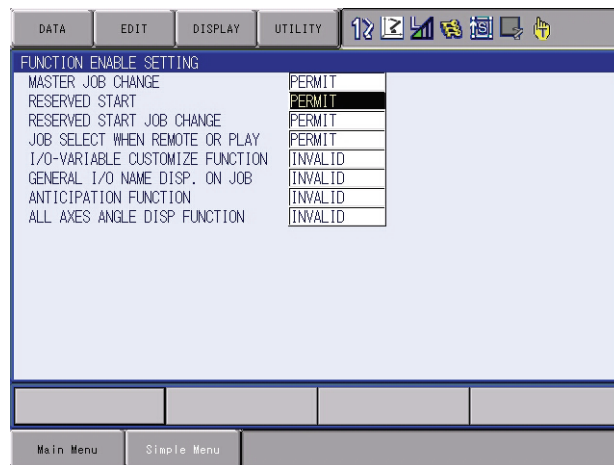 DATA EDIT DISPLAY UTILITY
FUNCTION ENABLE SETTING
MASTER JOB CHANGE PERMIT
RESERVED START PERMIT
RESERVED START JOB CHANGE PERMIT
JOB SELECT WHEN REMOTE OR PLAY PERMIT
I/O-VARIABLE CUSTOMIZE FUNCTION INVALID
GENERAL I/O NAME DISP. ON JOB INVALID
ANTICIPATION FUNCTION INVALID
ALL AXES ANGLE DISP FUNCTION INVALID
Main Menu Simple Menu